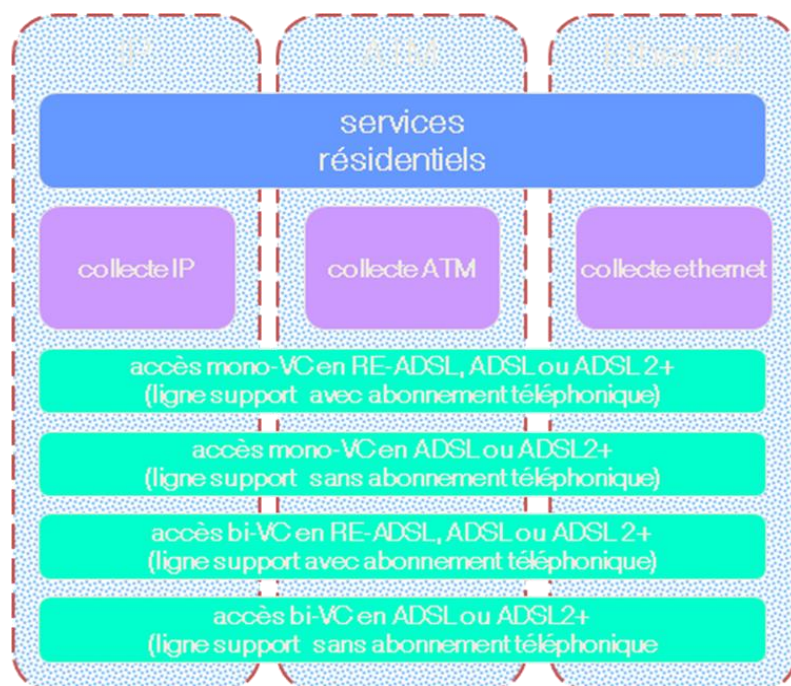 IP
ATM
Ethernet
services
résidentiels
collecte IP
collecte ATM
collecte ethernet
accès mono-VC en RE-ADSL, ADSL ou ADSL 2+
(ligne support avec abonnement téléphonique)
accès mono-VC en ADSL ou ADSL2+
(ligne support sans abonnement téléphonique)
accès bi-VC en RE-ADSL, ADSL ou ADSL 2+
(ligne support avec abonnement téléphonique)
accès bi-VC en ADSL ou ADSL2+
(ligne support sans abonnement téléphonique